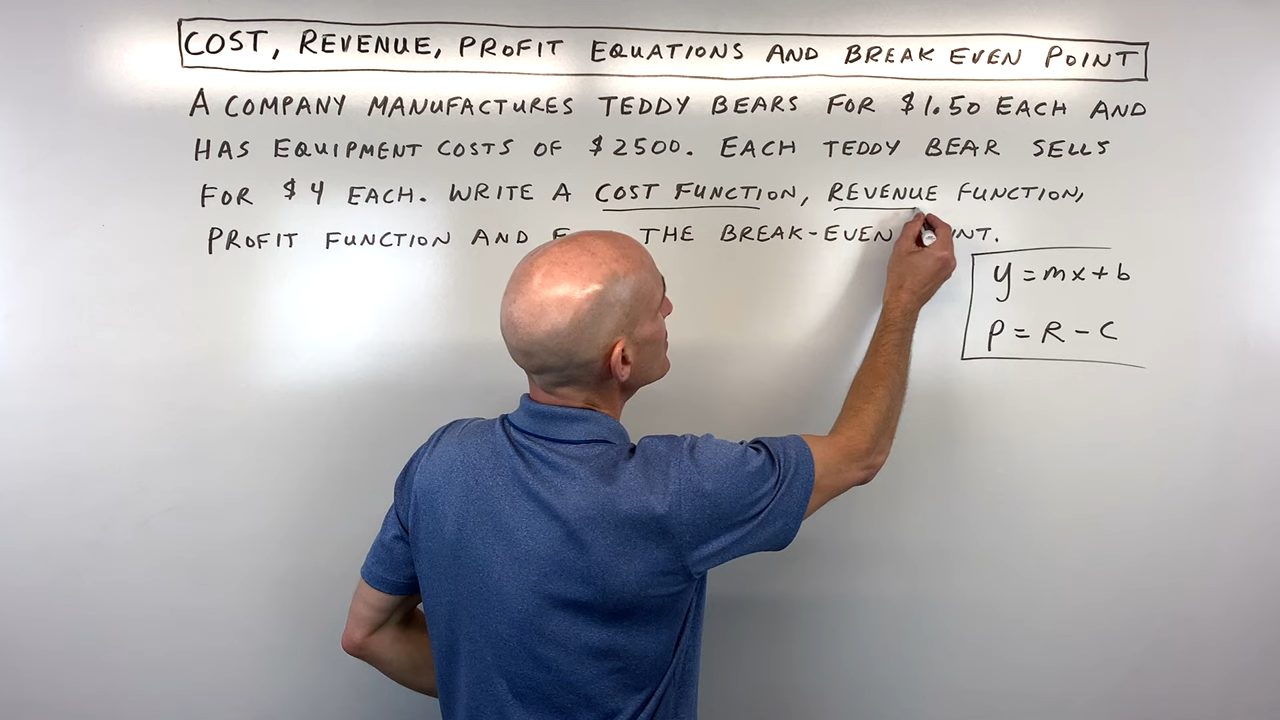 COST, REVENUE, PROFIT EQUATIONS AND BREAK EVEN POINT
A COMPANY MANUFACTURES TEDDY BEARS FOR $1.50 EACH AND
HAS EQUIPMENT COSTS OF $2500. EACH TEDDY BEAR SELLS
FOR $4 EACH. WRITE A COST FUNCTION, REVENUE FUNCTION,
PROFIT FUNCTION AND THE BREAK-EVEN
y = mx + b
P = R - C